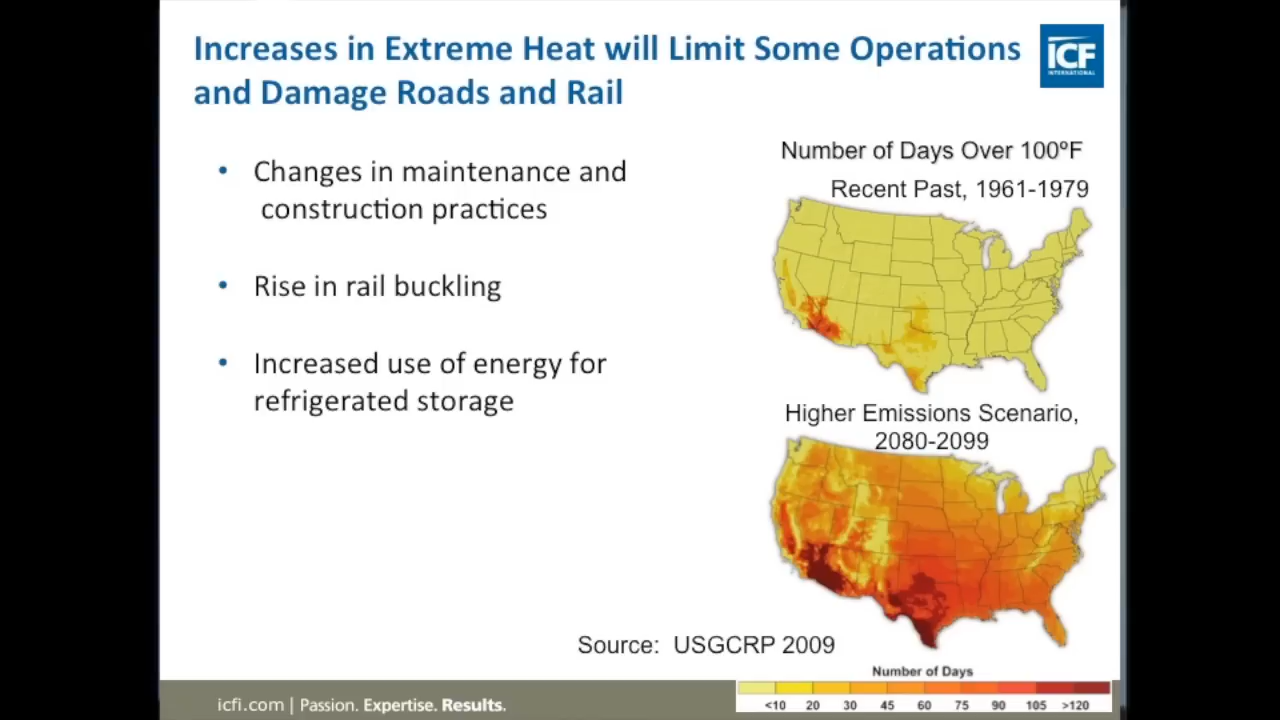 Increases in Extreme Heat will Limit Some Operations
and Damage Roads and Rail
ICF
INTERNATIONAL
• Changes in maintenance and
construction practices
• Rise in rail buckling
• Increased use of energy for
refrigerated storage
Number of Days Over 100ºF
Recent Past, 1961-1979
Higher Emissions Scenario,
2080-2099
Source: USGCRP 2009
Number of Days
<10 20 30 45 60 75 90 105 >120
icfi.com | Passion. Expertise. Results.